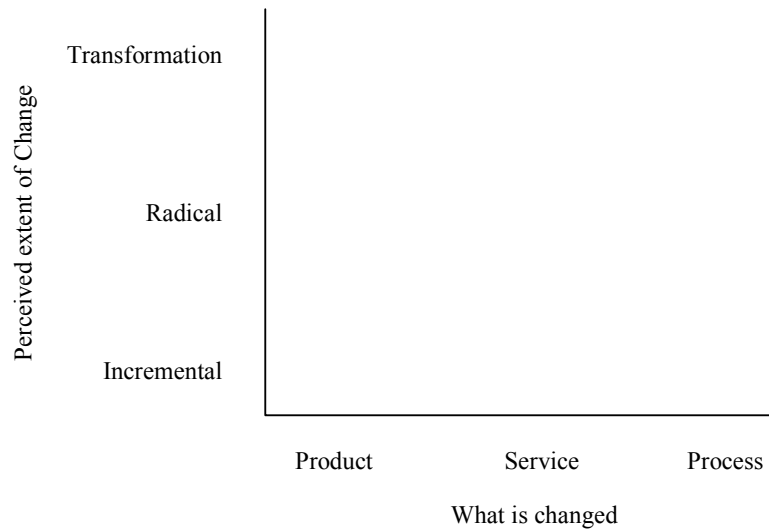 Perceived extent of Change
Transformation
Radical
Incremental
Product Service Process
What is changed